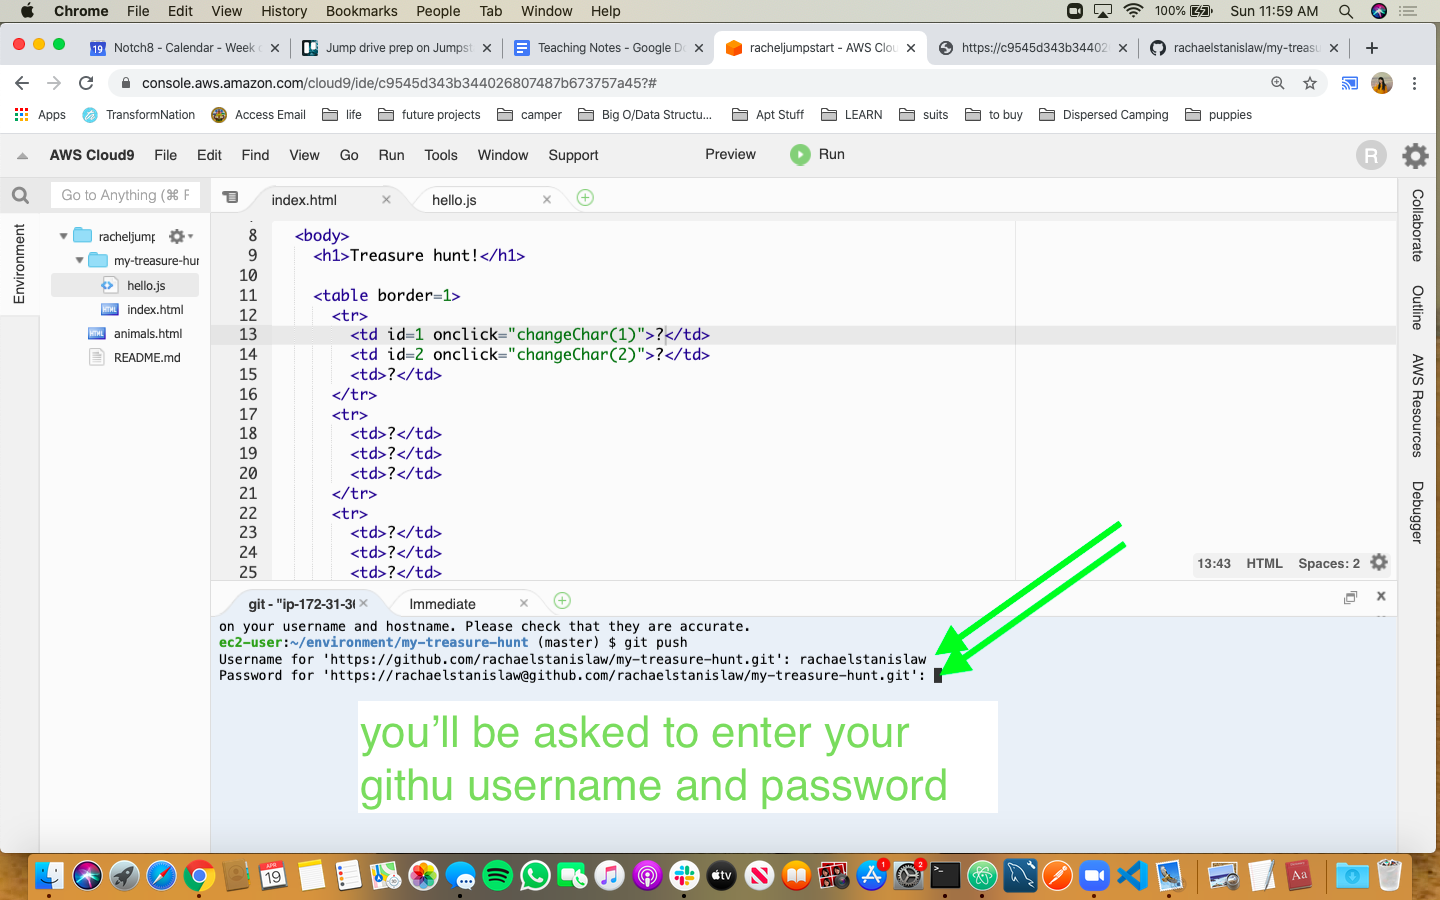 Chrome File Edit View History Bookmarks People Tab Window Help 100% Sun 11:59 AM
19 Notch8 - Calendar - Week Jump drive prep on Jumpst Teaching Notes - Google D racheljumpstart - AWS Clou https://c9545d343b34402 rachaelstanislaw/my-treasu
console.aws.amazon.com/cloud9/ide/c9545d343b344026807487b673757a45?#
Apps TransformNation Access Email life future projects camper Big O/Data Structu... Apt Stuff LEARN suits to buy Dispersed Camping puppies
AWS Cloud9 File Edit Find View Go Run Tools Window Support Preview Run R
Go to Anything (⌘ P
index.html hello.js
Environment
racheljump
my-treasure-hun
hello.js
index.html
animals.html
README.md
8 <body>
9 <h1>Treasure hunt!</h1>
10
11 <table border=1>
12 <tr>
13 <td id=1 onclick="changeChar(1)">?</td>
14 <td id=2 onclick="changeChar(2)">?</td>
15 <td>?</td>
16 </tr>
17 <tr>
18 <td>?</td>
19 <td>?</td>
20 <td>?</td>
21 </tr>
22 <tr>
23 <td>?</td>
24 <td>?</td>
25 <td>?</td>
13:43 HTML Spaces: 2
Collaborate
Outline
AWS Resources
Debugger
git - "ip-172-31-30 Immediate
on your username and hostname. Please check that they are accurate.
ec2-user:~/environment/my-treasure-hunt (master) $ git push
Username for 'https://github.com/rachaelstanislaw/my-treasure-hunt.git': rachaelstanislaw
Password for 'https://rachaelstanislaw@github.com/rachaelstanislaw/my-treasure-hunt.git':
you'll be asked to enter your
githu username and password
APR
19
tv
1
2
Aa